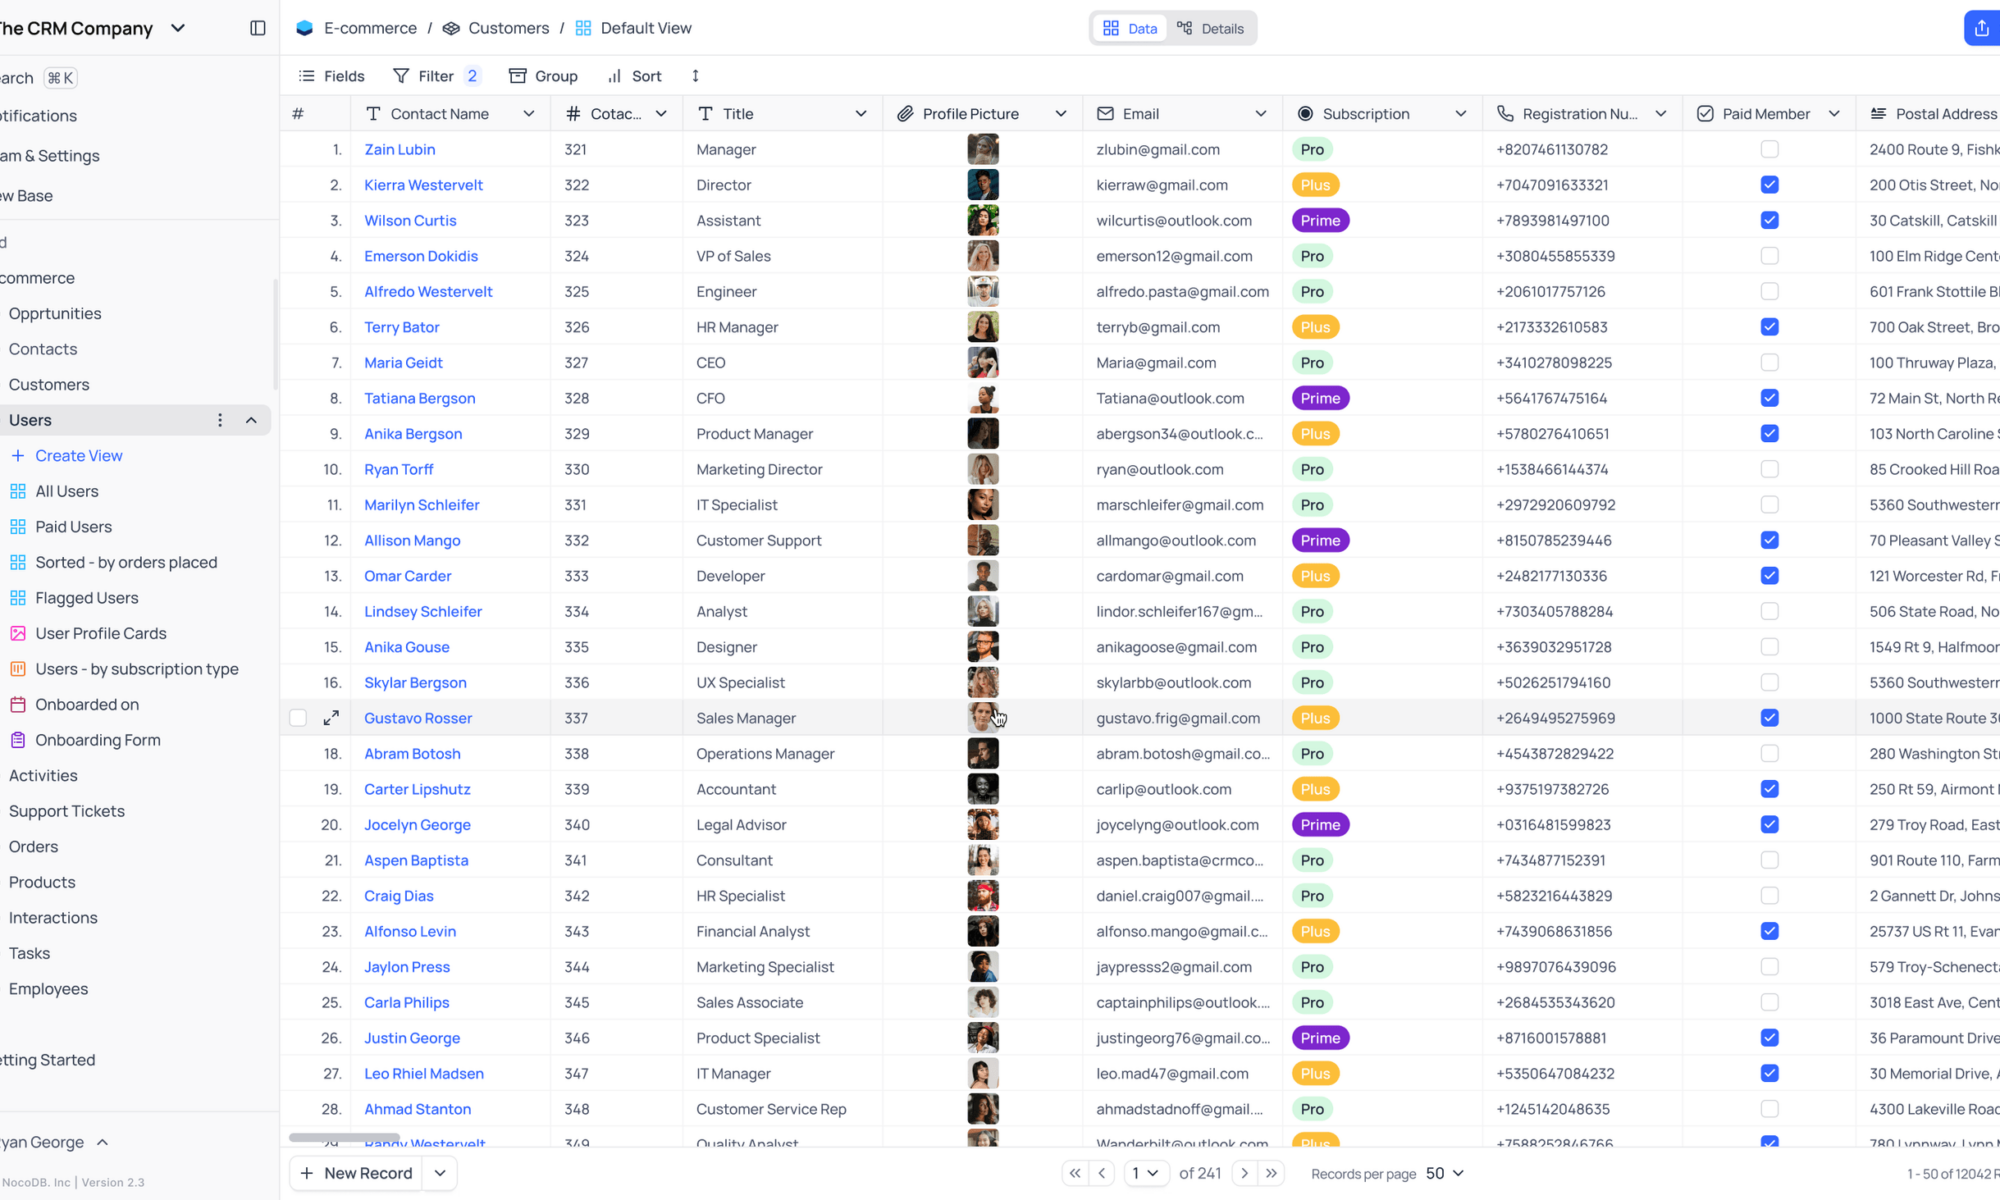 The CRM Company
E-commerce / Customers / Default View
Data Details
earch ⌘ K
otifications
am & Settings
w Base
d
commerce
Opprtunities
Contacts
Customers
Users
+ Create View
All Users
Paid Users
Sorted - by orders placed
Flagged Users
User Profile Cards
Users - by subscription type
Onboarded on
Onboarding Form
Activities
Support Tickets
Orders
Products
Interactions
Tasks
Employees
etting Started
yan George
NocoDB. Inc | Version 2.3
Fields Filter 2 Group Sort
# Contact Name # Cotac... Title Profile Picture Email Subscription Registration Nu... Paid Member Postal Address
1. Zain Lubin 321 Manager zlubin@gmail.com Pro +8207461130782 2400 Route 9, Fishk
2. Kierra Westervelt 322 Director kierraw@gmail.com Plus +7047091633321 200 Otis Street, No
3. Wilson Curtis 323 Assistant wilcurtis@outlook.com Prime +7893981497100 30 Catskill, Catskill
4. Emerson Dokidis 324 VP of Sales emerson12@gmail.com Pro +3080455855339 100 Elm Ridge Cent
5. Alfredo Westervelt 325 Engineer alfredo.pasta@gmail.com Pro +2061017757126 601 Frank Stottile Bl
6. Terry Bator 326 HR Manager terryb@gmail.com Plus +2173332610583 700 Oak Street, Bro
7. Maria Geidt 327 CEO Maria@gmail.com Pro +3410278098225 100 Thruway Plaza,
8. Tatiana Bergson 328 CFO Tatiana@outlook.com Prime +5641767475164 72 Main St, North Re
9. Anika Bergson 329 Product Manager abergson34@outlook.c... Plus +5780276410651 103 North Caroline S
10. Ryan Torff 330 Marketing Director ryan@outlook.com Pro +1538466144374 85 Crooked Hill Roa
11. Marilyn Schleifer 331 IT Specialist marschleifer@gmail.com Pro +2972920609792 5360 Southwestern
12. Allison Mango 332 Customer Support allmango@outlook.com Prime +8150785239446 70 Pleasant Valley S
13. Omar Carder 333 Developer cardomar@gmail.com Plus +2482177130336 121 Worcester Rd, F
14. Lindsey Schleifer 334 Analyst lindor.schleifer167@gm... Pro +7303405788284 506 State Road, No
15. Anika Gouse 335 Designer anikagoose@gmail.com Pro +3639032951728 1549 Rt 9, Halfmoor
16. Skylar Bergson 336 UX Specialist skylarbb@outlook.com Pro +5026251794160 5360 Southwestern
Gustavo Rosser 337 Sales Manager gustavo.frig@gmail.com Plus +2649495275969 1000 State Route 3
18. Abram Botosh 338 Operations Manager abram.botosh@gmail.co... Pro +4543872829422 280 Washington Str
19. Carter Lipshutz 339 Accountant carlip@outlook.com Plus +9375197382726 250 Rt 59, Airmont
20. Jocelyn George 340 Legal Advisor joycelyng@outlook.com Prime +0316481599823 279 Troy Road, East
21. Aspen Baptista 341 Consultant aspen.baptista@crmco... Pro +7434877152391 901 Route 110, Farm
22. Craig Dias 342 HR Specialist daniel.craig007@gmail.... Pro +5823216443829 2 Gannett Dr, Johns
23. Alfonso Levin 343 Financial Analyst alfonso.mango@gmail.c... Plus +7439068631856 25737 US Rt 11, Evan
24. Jaylon Press 344 Marketing Specialist jaypresss2@gmail.com Pro +9897076439096 579 Troy-Schenect
25. Carla Philips 345 Sales Associate captainphilips@outlook.... Pro +2684535343620 3018 East Ave, Cent
26. Justin George 346 Product Specialist justingeorg76@gmail.co... Prime +8716001578881 36 Paramount Drive
27. Leo Rhiel Madsen 347 IT Manager leo.mad47@gmail.com Plus +5350647084232 30 Memorial Drive, A
28. Ahmad Stanton 348 Customer Service Rep ahmadstadnoff@gmail.... Pro +1245142048635 4300 Lakeville Road
29. Randy Westervelt 349 Quality Analyst Wanderbilt@outlook.com Plus +7588252846766 780 Lynnway, Lynn
+ New Record
1 of 241 Records per page 50 1 - 50 of 12042 R